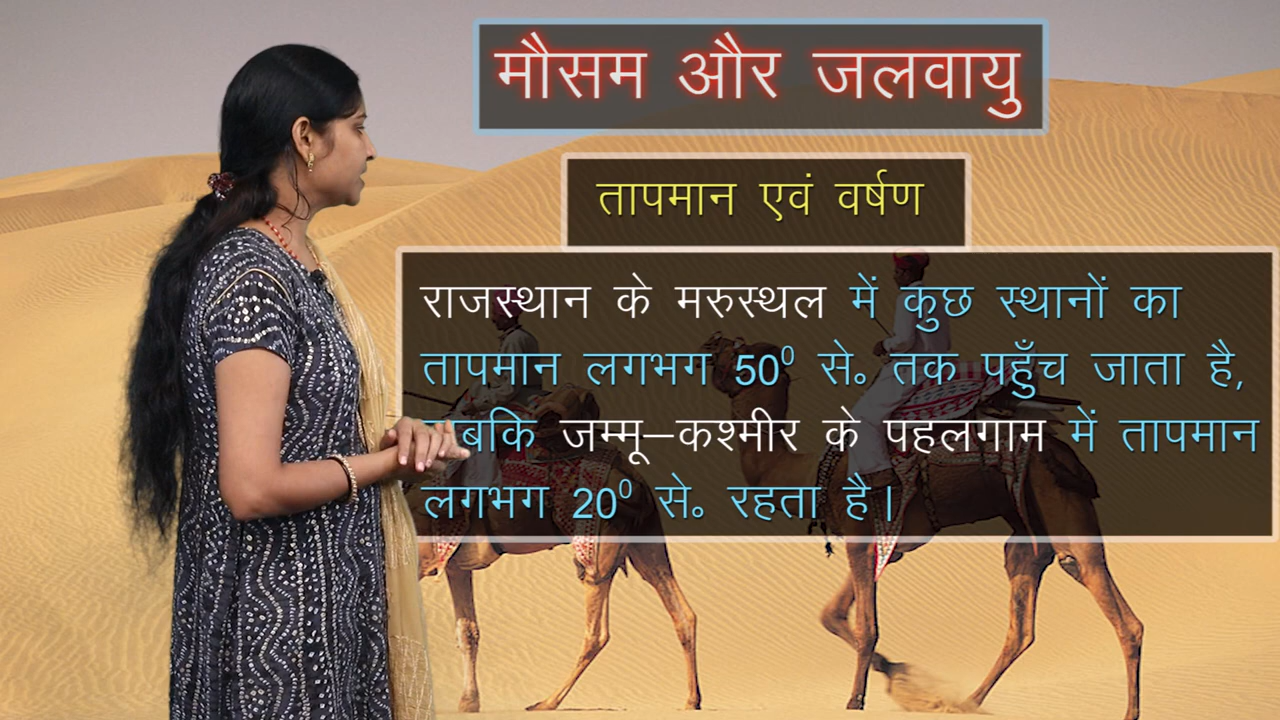 मौसम और जलवायु
तापमान एवं वर्षण
राजस्थान के मरुस्थल में कुछ स्थानों का
तापमान लगभग 50⁰ से॰ तक पहुँच जाता है,
जबकि जम्मू–कश्मीर के पहलगाम में तापमान
लगभग 20⁰ से॰ रहता है।